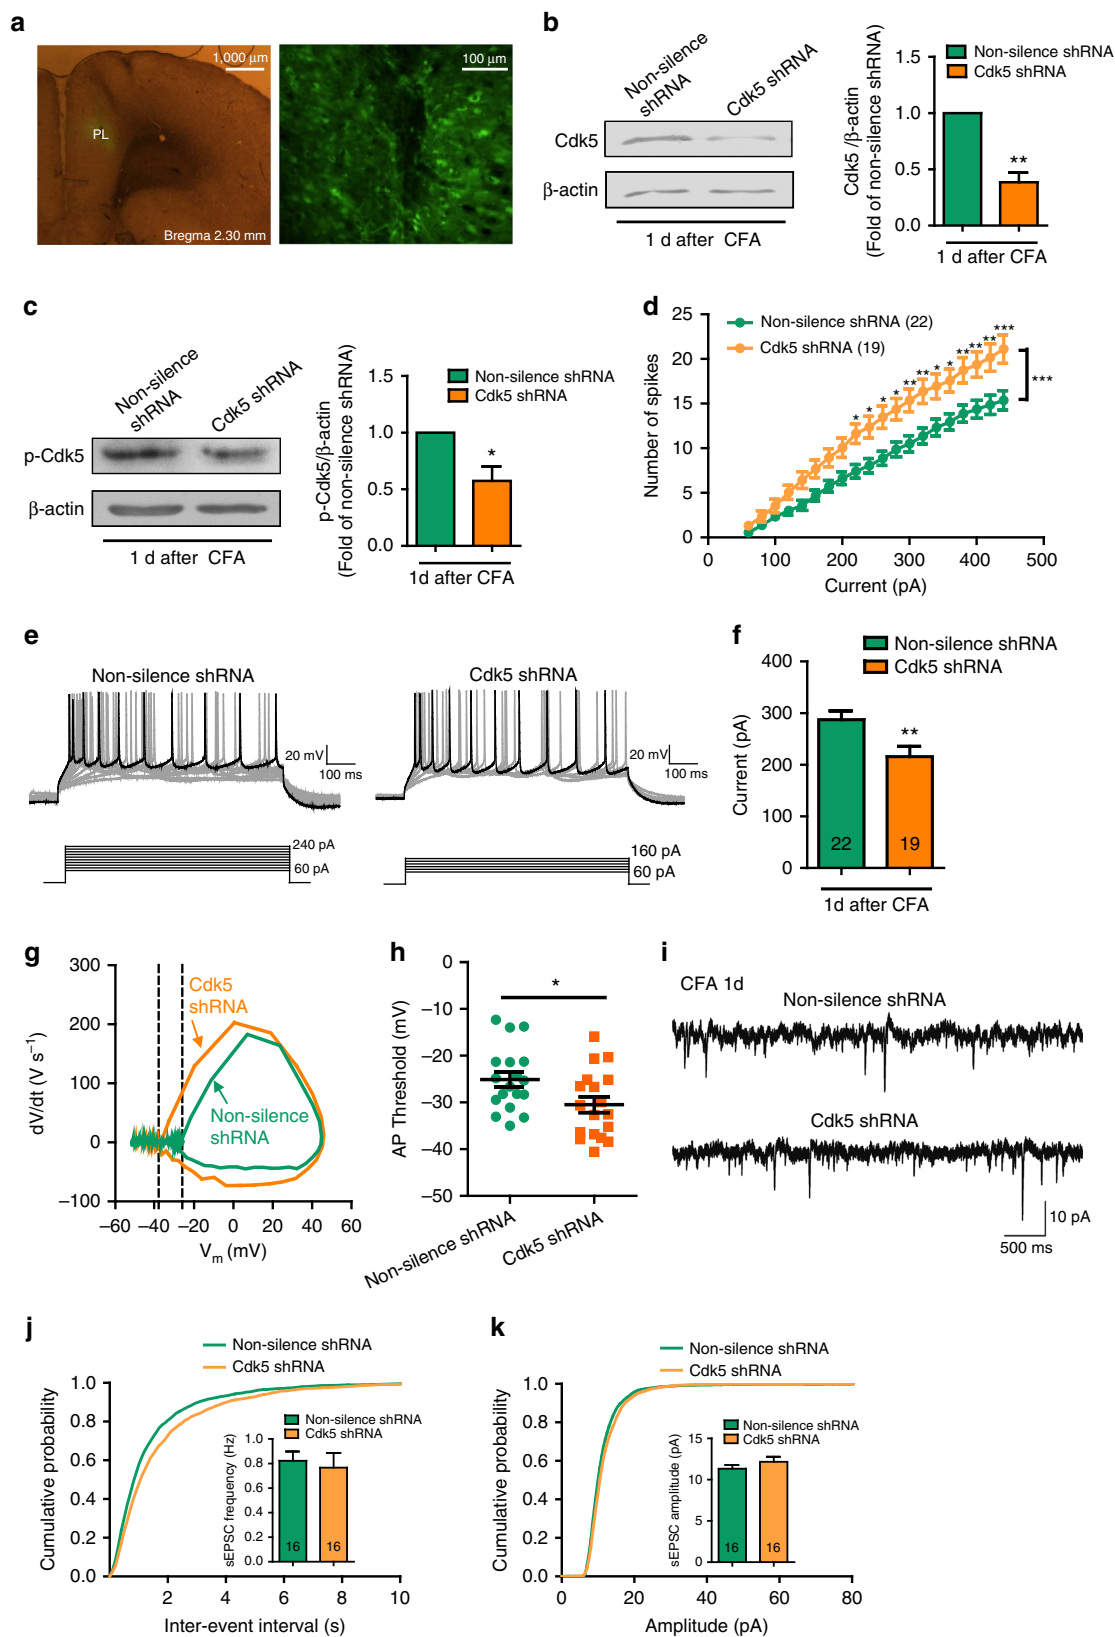 a
1,000 µm
PL
Bregma 2.30 mm
100 µm
b
Non-silence
shRNA
Cdk5 shRNA
Cdk5
β-actin
1 d after CFA
Cdk5 /β-actin
(Fold of non-silence shRNA)
1.5
1.0
0.5
0.0
Non-silence shRNA
Cdk5 shRNA
**
1 d after CFA
c
Non-silence
shRNA
Cdk5 shRNA
p-Cdk5
β-actin
1 d after CFA
p-Cdk5/β-actin
(Fold of non-silence shRNA)
1.5
1.0
0.5
0.0
Non-silence shRNA
Cdk5 shRNA
*
1d after CFA
d
Number of spikes
25
20
15
10
5
0
Non-silence shRNA (22)
Cdk5 shRNA (19)
* * * * ** ** * * ** ** ** ***
***
0 100 200 300 400 500
Current (pA)
e
Non-silence shRNA
20 mV
100 ms
240 pA
60 pA
Cdk5 shRNA
20 mV
100 ms
160 pA
60 pA
f
Non-silence shRNA
Cdk5 shRNA
Current (pA)
400
300
200
100
0
**
22
19
1d after CFA
g
dV/dt (V s⁻¹)
300
200
100
0
−100
Cdk5
shRNA
Non-silence
shRNA
−60 −40 −20 0 20 40 60
Vm (mV)
h
AP Threshold (mV)
0
−10
−20
−30
−40
−50
*
Non-silence shRNA
Cdk5 shRNA
i
CFA 1d
Non-silence shRNA
Cdk5 shRNA
10 pA
500 ms
j
Non-silence shRNA
Cdk5 shRNA
Cumulative probability
1.0
0.8
0.6
0.4
0.2
0.0
2 4 6 8 10
Inter-event interval (s)
Non-silence shRNA
Cdk5 shRNA
sEPSC frequency (Hz)
1.0
0.8
0.6
0.4
0.2
0.0
16
16
k
Non-silence shRNA
Cdk5 shRNA
Cumulative probability
1.0
0.8
0.6
0.4
0.2
0.0
0 20 40 60 80
Amplitude (pA)
Non-silence shRNA
Cdk5 shRNA
sEPSC amplitude (pA)
15
10
5
0
16
16